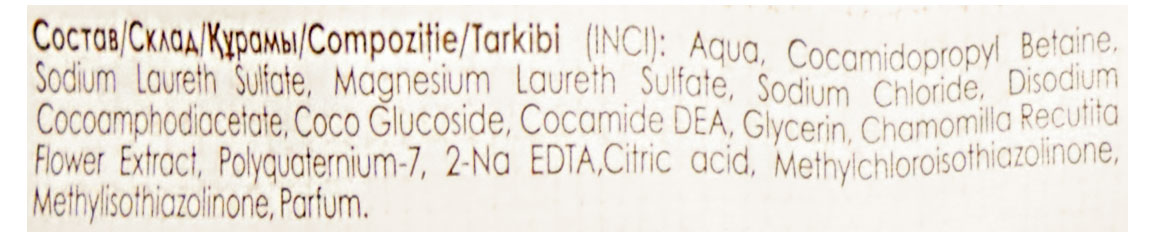 Состав/Склад/Құрамы/Compoziție/Tarkibi (INCI): Aqua, Cocamidopropyl Betaine,
Sodium Laureth Sulfate, Magnesium Laureth Sulfate, Sodium Chloride, Disodium
Cocoamphodiacetate, Coco Glucoside, Cocamide DEA, Glycerin, Chamomilla Recutita
Flower Extract, Polyquaternium-7, 2-Na EDTA,Citric acid, Methylchloroisothiazolinone,
Methylisothiazolinone, Parfum.